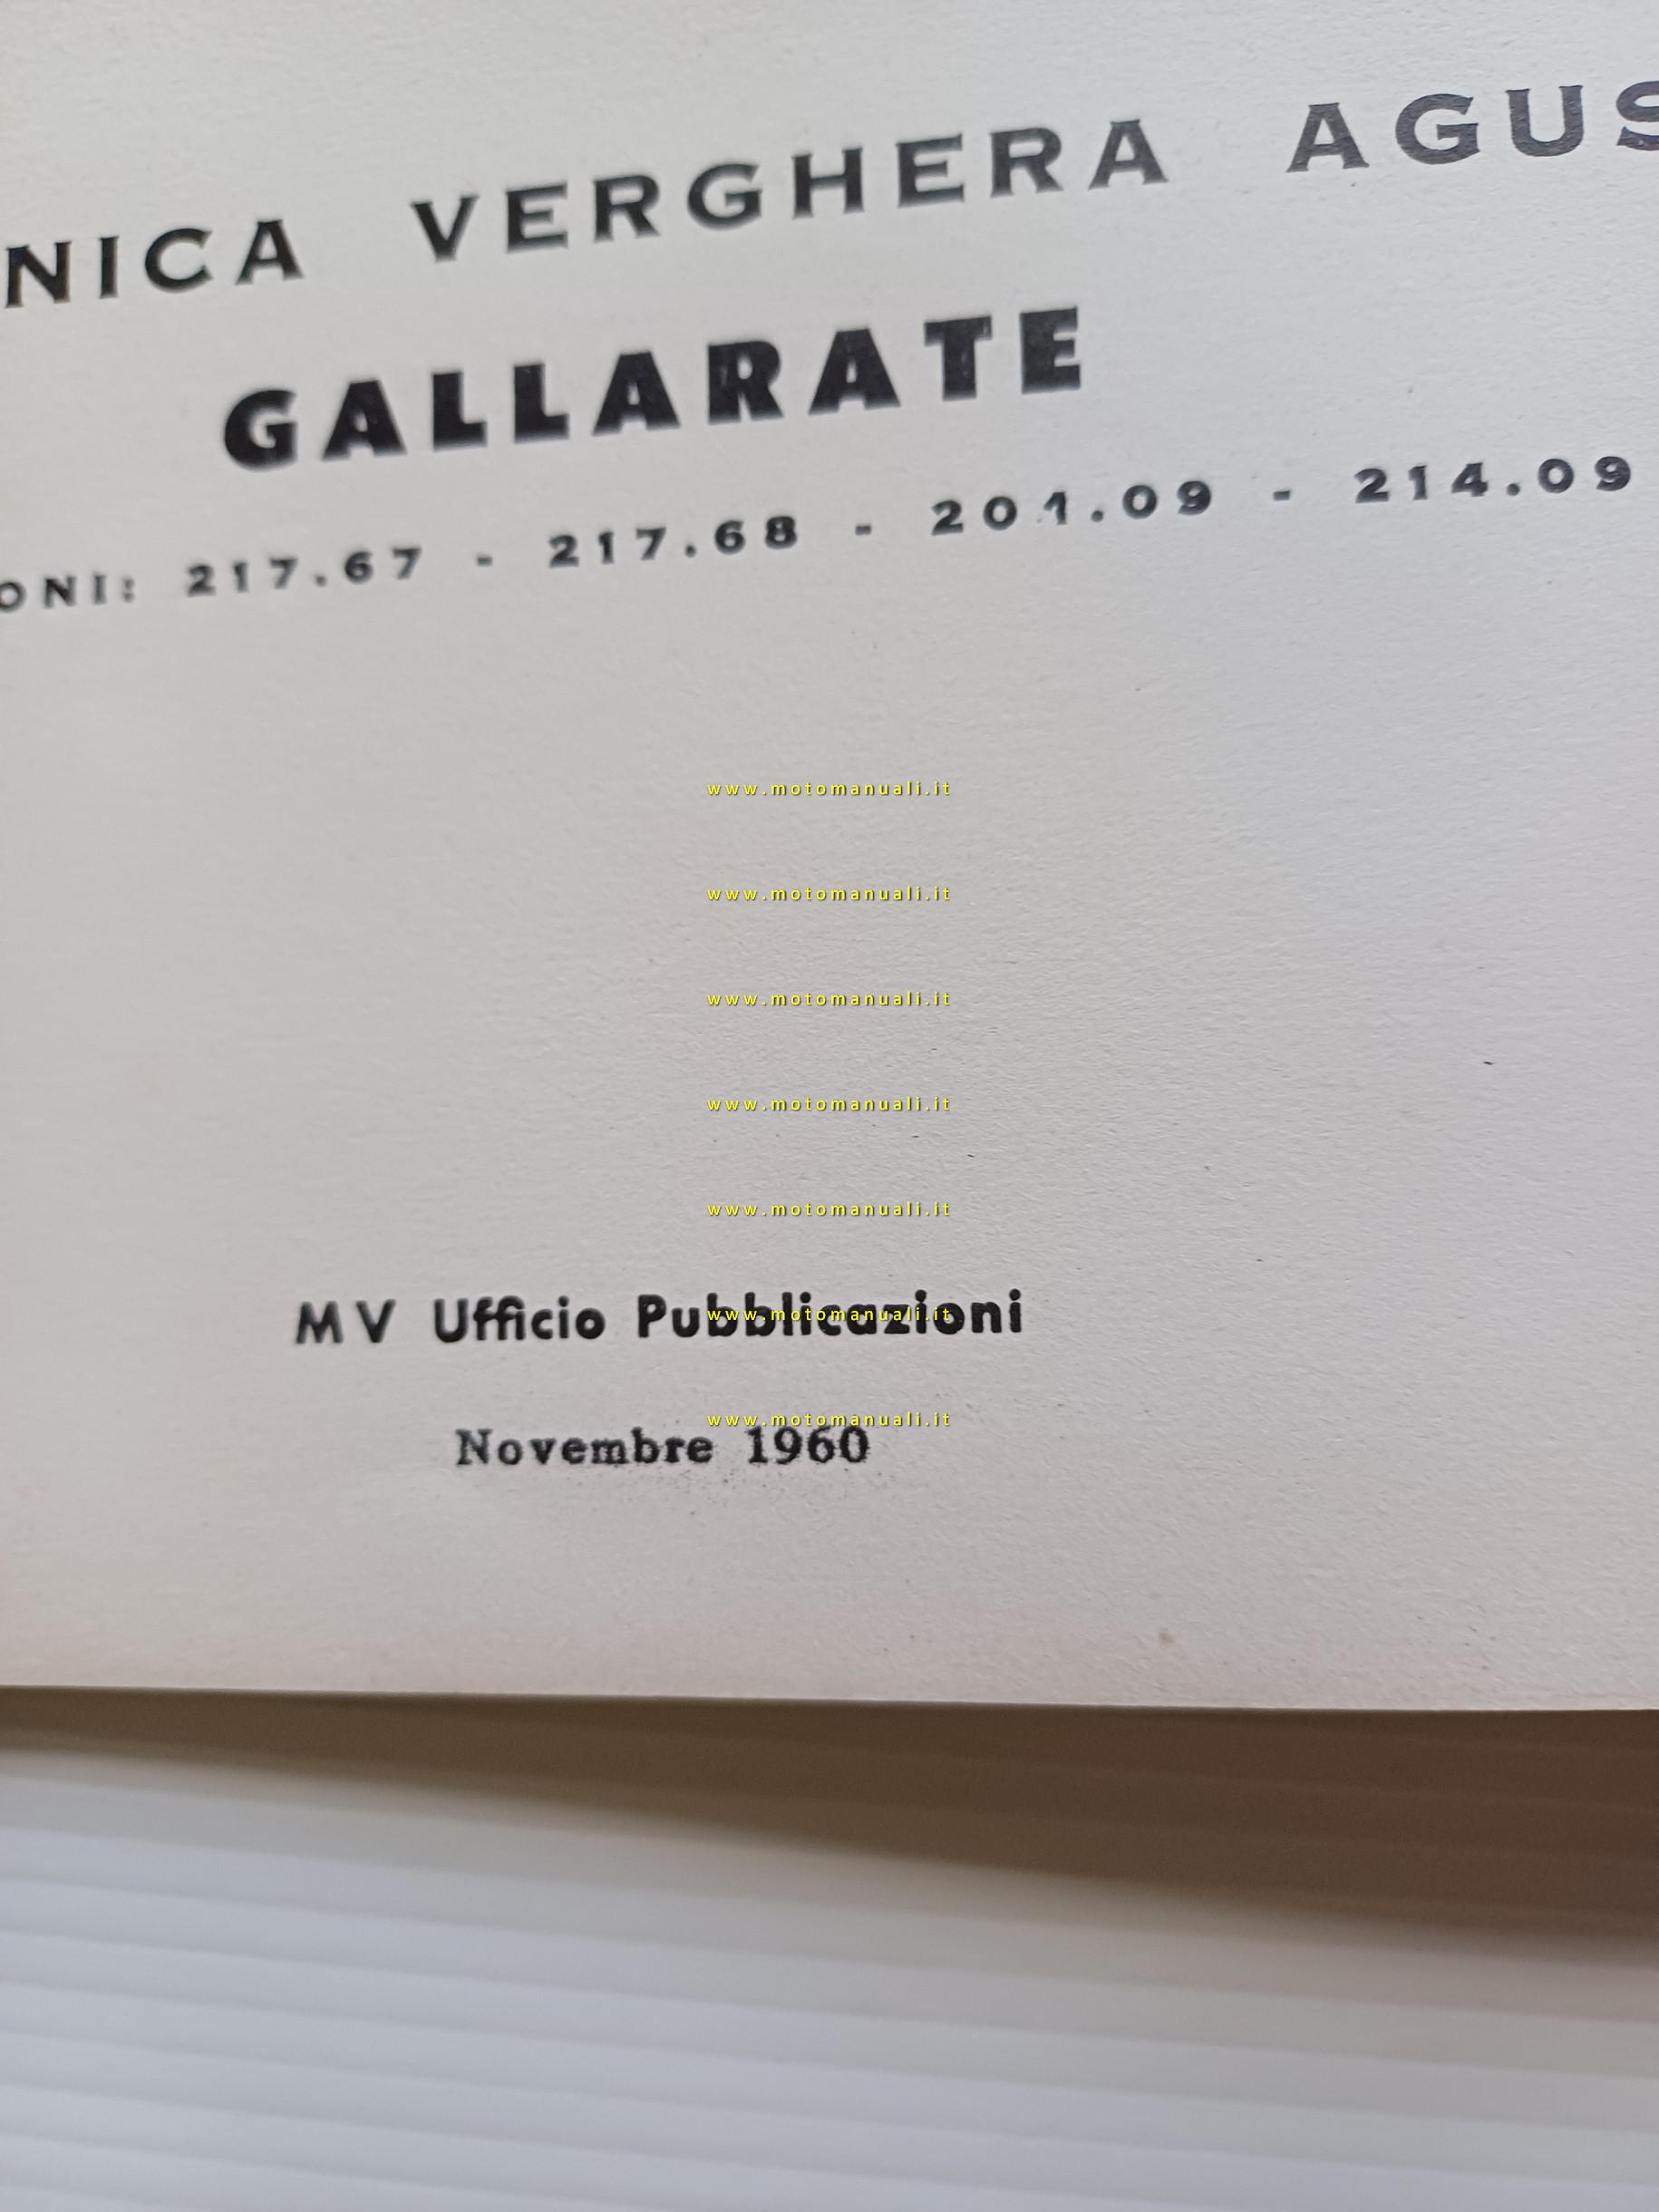 NICA VERGHERA AGUS
GALLARATE
ONI: 217.67 - 217.68 - 201.09 - 214.09
www.motomanuali.it
www.motomanuali.it
www.motomanuali.it
www.motomanuali.it
www.motomanuali.it
MV Ufficio Pubblicazioni
www.motomanuali.it
www.motomanuali.it
Novembre 1960